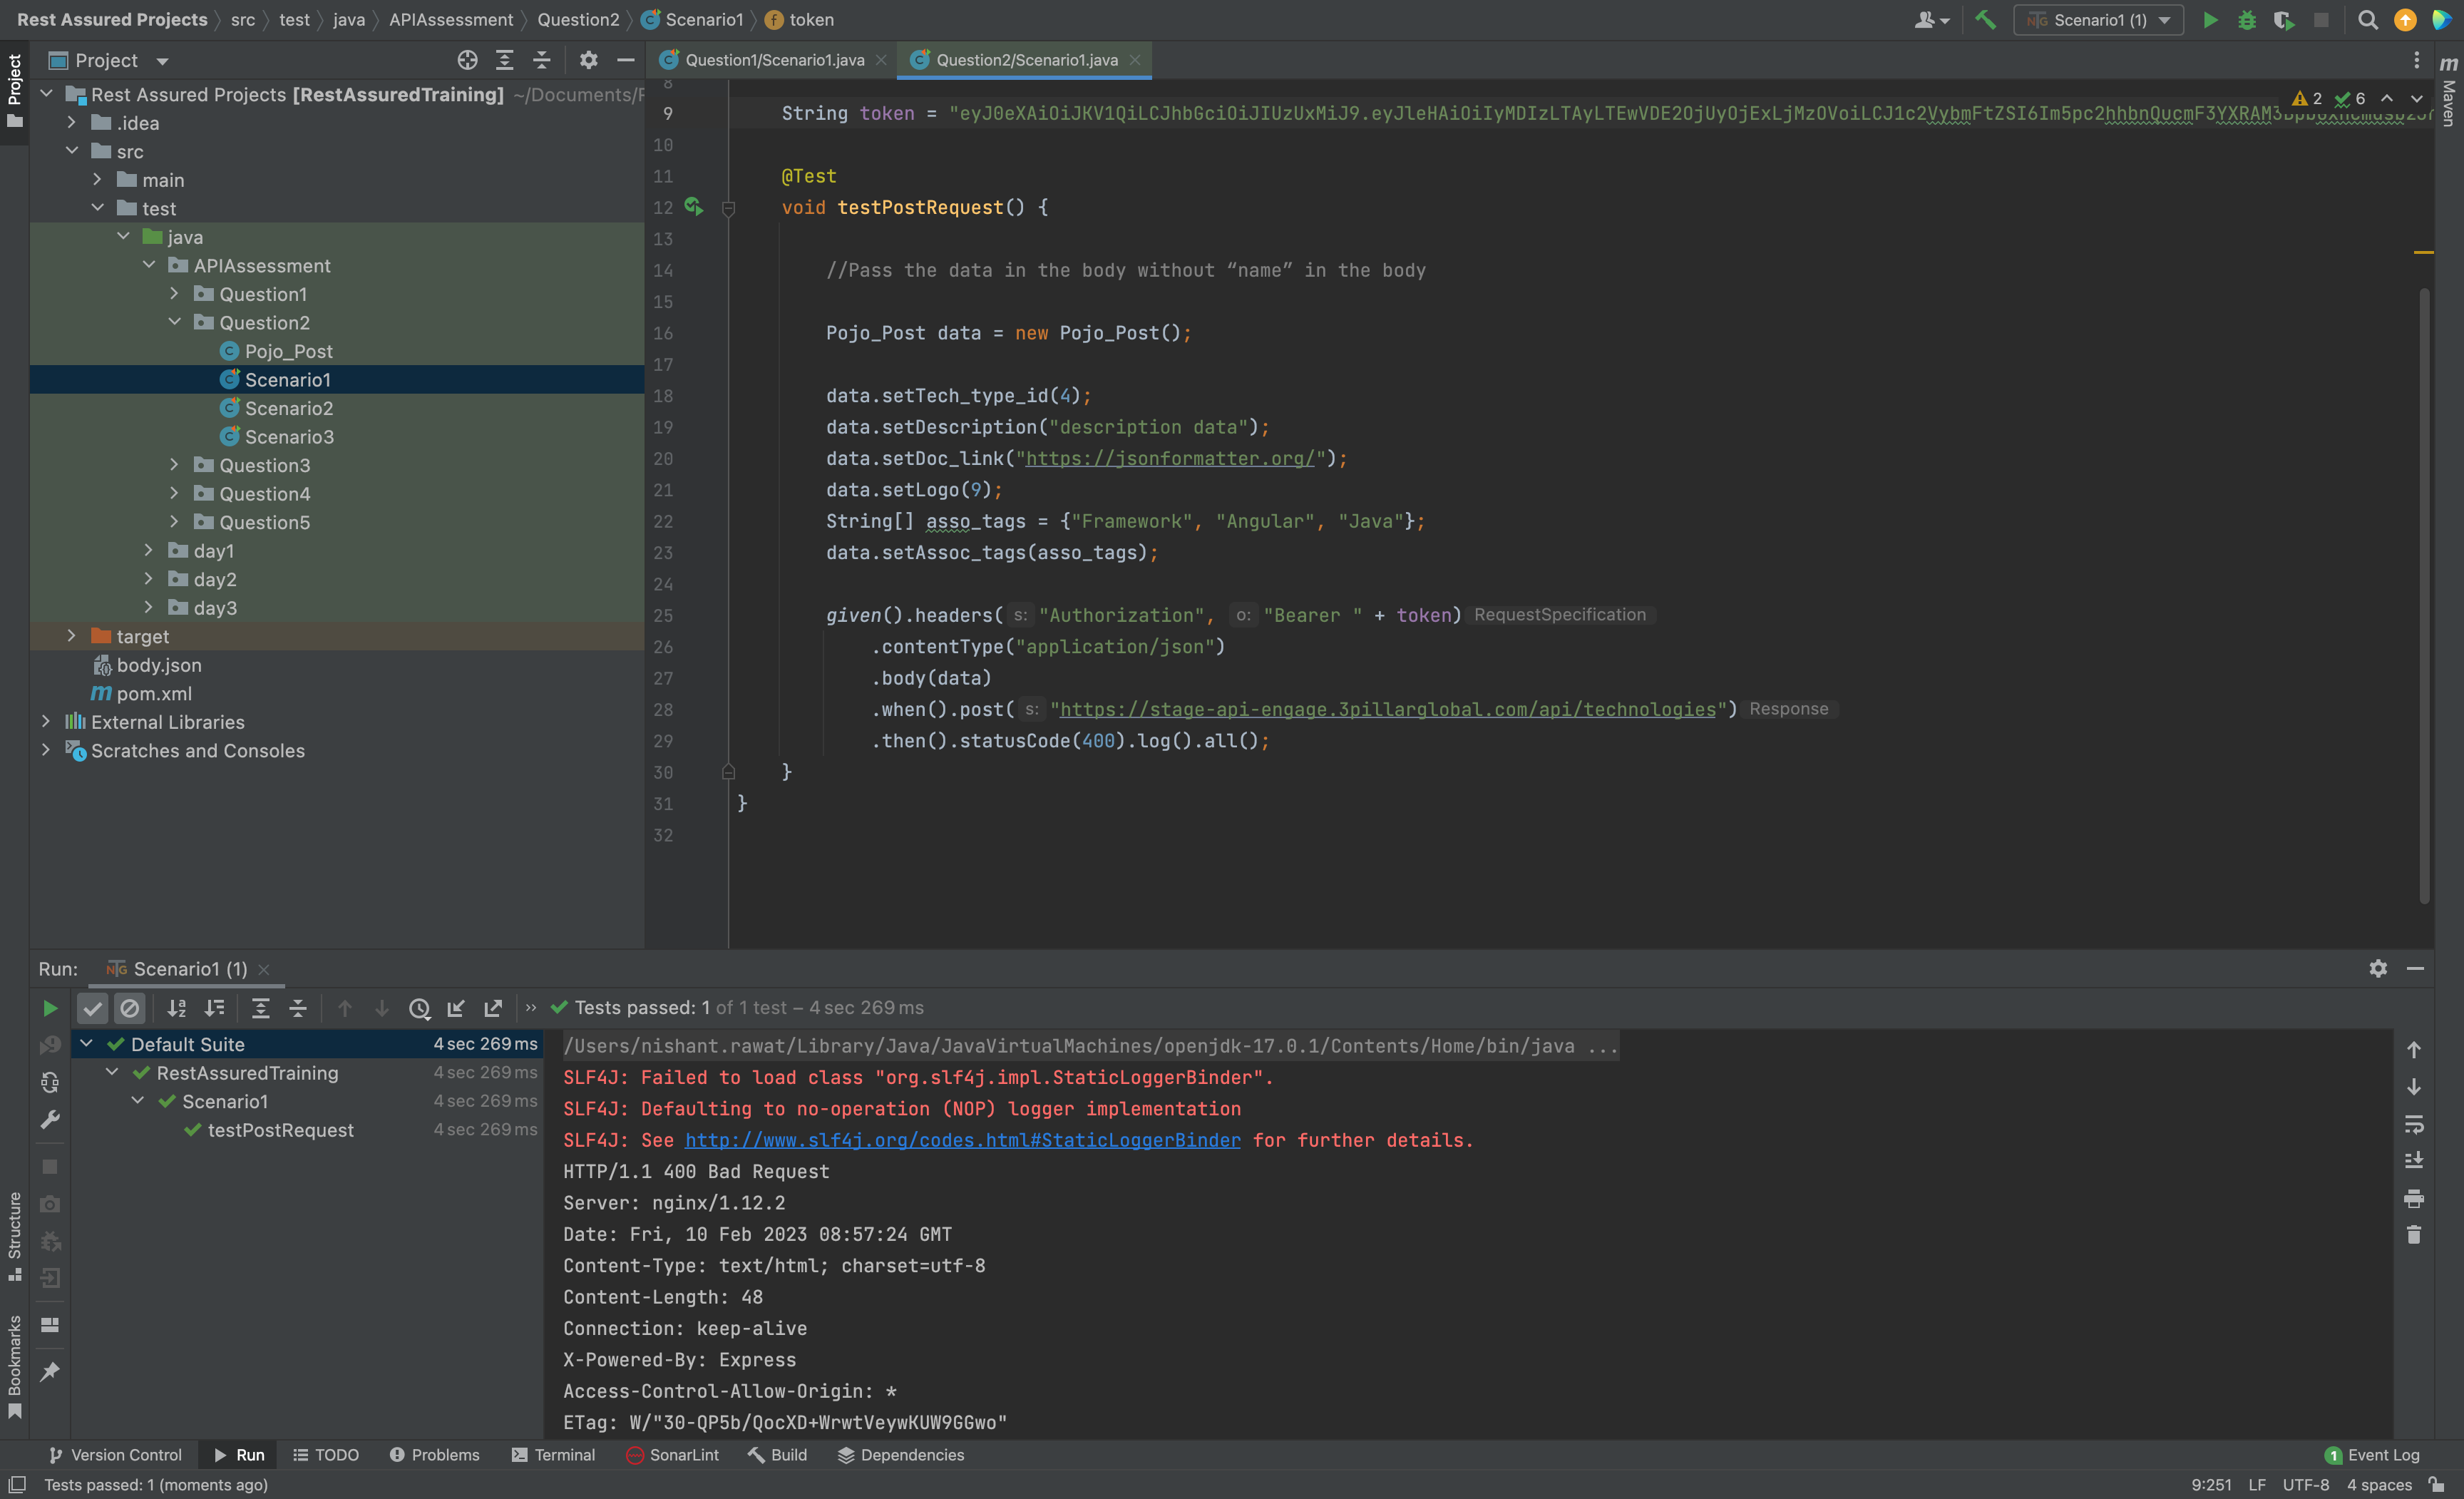 Rest Assured Projects src test java APIAssessment Question2 Scenario1 token
Scenario1 (1)
Project
Question1/Scenario1.java
Question2/Scenario1.java
Project
Maven
Rest Assured Projects [RestAssuredTraining] ~/Documents/
.idea
src
main
test
java
APIAssessment
Question1
Question2
Pojo_Post
Scenario1
Scenario2
Scenario3
Question3
Question4
Question5
day1
day2
day3
target
body.json
pom.xml
External Libraries
Scratches and Consoles
8
9 String token =
2 6
10
11 @Test
12 void testPostRequest() {
13
14 //Pass the data in the body without “name” in the body
15
16 Pojo_Post data = new Pojo_Post();
17
18 data.setTech_type_id(4);
19 data.setDescription("description data");
20 data.setDoc_link("https://jsonformatter.org/");
21 data.setLogo(9);
22 String[] asso_tags = {"Framework", "Angular", "Java"};
23 data.setAssoc_tags(asso_tags);
24
25 given().headers( s: "Authorization", o: "Bearer " + token) RequestSpecification
26 .contentType("application/json")
27 .body(data)
28 .when().post( s: "https://stage-api-engage.3pillarglobal.com/api/technologies") Response
29 .then().statusCode(400).log().all();
30 }
31 }
32
Run: Scenario1 (1)
Tests passed: 1 of 1 test – 4 sec 269 ms
Default Suite 4 sec 269 ms
RestAssuredTraining 4 sec 269 ms
Scenario1 4 sec 269 ms
testPostRequest 4 sec 269 ms
/Users/nishant.rawat/Library/Java/JavaVirtualMachines/openjdk-17.0.1/Contents/Home/bin/java ...
SLF4J: Failed to load class "org.slf4j.impl.StaticLoggerBinder".
SLF4J: Defaulting to no-operation (NOP) logger implementation
SLF4J: See http://www.slf4j.org/codes.html#StaticLoggerBinder for further details.
HTTP/1.1 400 Bad Request
Server: nginx/1.12.2
Date: Fri, 10 Feb 2023 08:57:24 GMT
Content-Type: text/html; charset=utf-8
Content-Length: 48
Connection: keep-alive
X-Powered-By: Express
Access-Control-Allow-Origin: *
ETag: W/"30-QP5b/QocXD+WrwtVeywKUW9GGwo"
Structure
Bookmarks
Version Control Run TODO Problems Terminal SonarLint Build Dependencies
1 Event Log
Tests passed: 1 (moments ago)
9:251 LF UTF-8 4 spaces